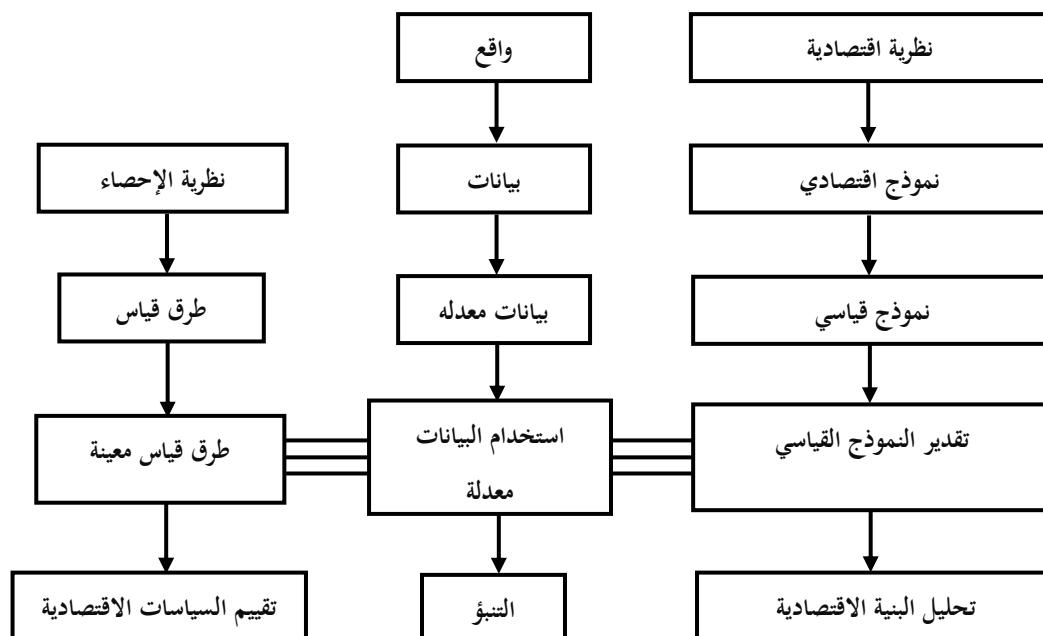 نظرية اقتصادية
واقع
نموذج اقتصادي
بيانات
نظرية الإحصاء
نموذج قياسي
بيانات معدله
طرق قياس
تقدير النموذج القياسي
استخدام البيانات
معدلة
طرق قياس معينة
تحليل البنية الاقتصادية
التنبؤ
تقييم السياسات الاقتصادية